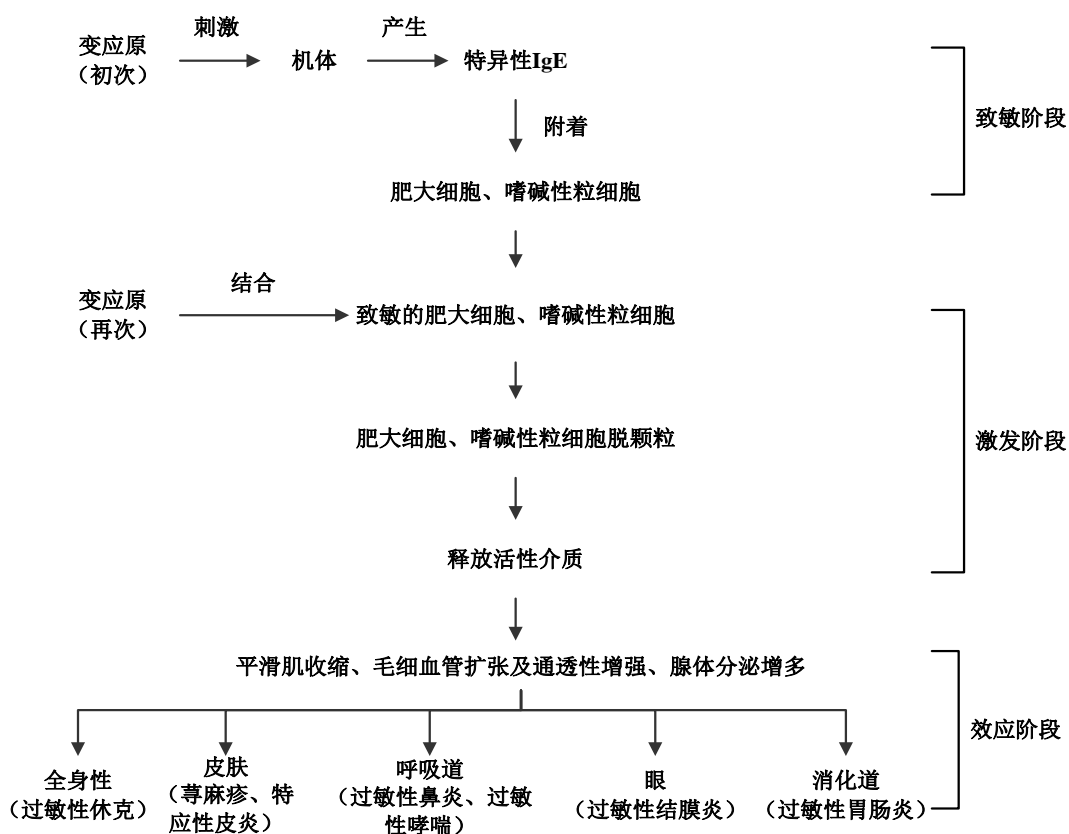 刺激
产生
变应原
（初次）
机体
特异性IgE
附着
致敏阶段
肥大细胞、嗜碱性粒细胞
结合
变应原
（再次）
致敏的肥大细胞、嗜碱性粒细胞
肥大细胞、嗜碱性粒细胞脱颗粒
激发阶段
释放活性介质
平滑肌收缩、毛细血管扩张及通透性增强、腺体分泌增多
效应阶段
全身性
（过敏性休克）
皮肤
（荨麻疹、特
应性皮炎）
呼吸道
（过敏性鼻炎、过敏
性哮喘）
眼
（过敏性结膜炎）
消化道
（过敏性胃肠炎）